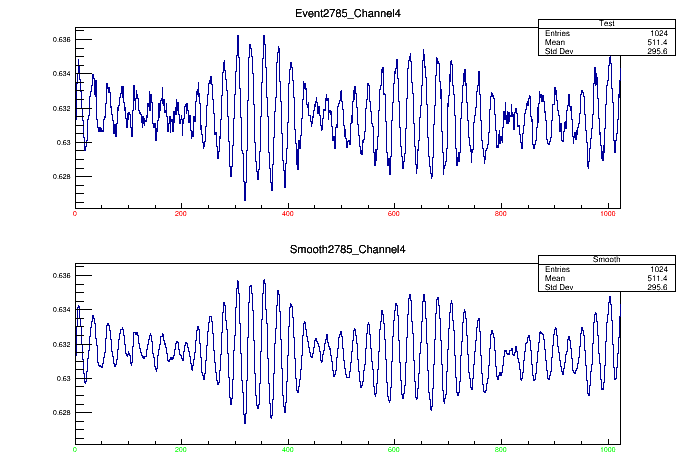 Event2785_Channel4
Test
Entries 1024
Mean 511.4
Std Dev 295.6
0.636
0.634
0.632
0.63
0.628
0 200 400 600 800 1000
Smooth2785_Channel4
Smooth
Entries 1024
Mean 511.4
Std Dev 295.6
0.636
0.634
0.632
0.63
0.628
0 200 400 600 800 1000